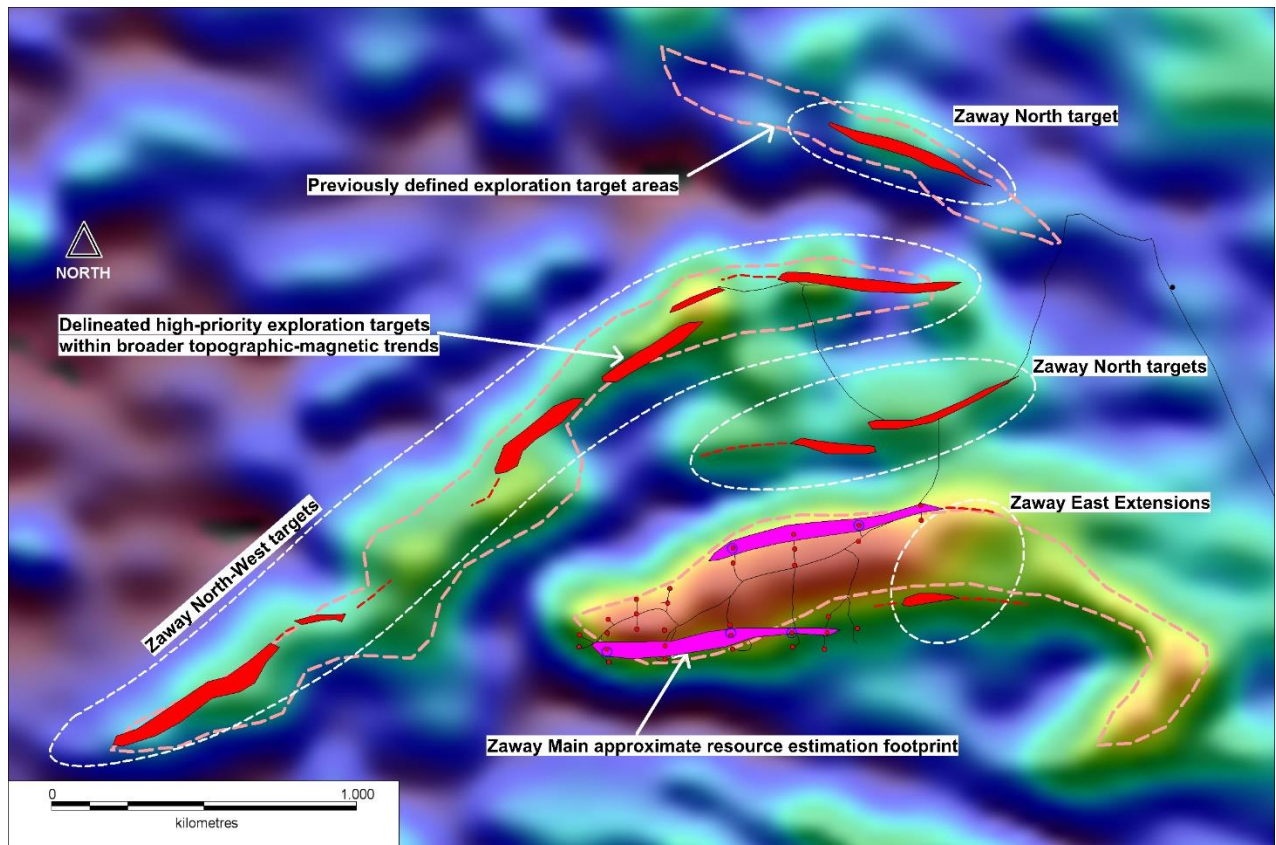 Zaway North target
Previously defined exploration target areas
NORTH
Delineated high-priority exploration targets
within broader topographic-magnetic trends
Zaway North targets
Zaway East Extensions
Zaway North-West targets
Zaway Main approximate resource estimation footprint
0 1.000
kilometres